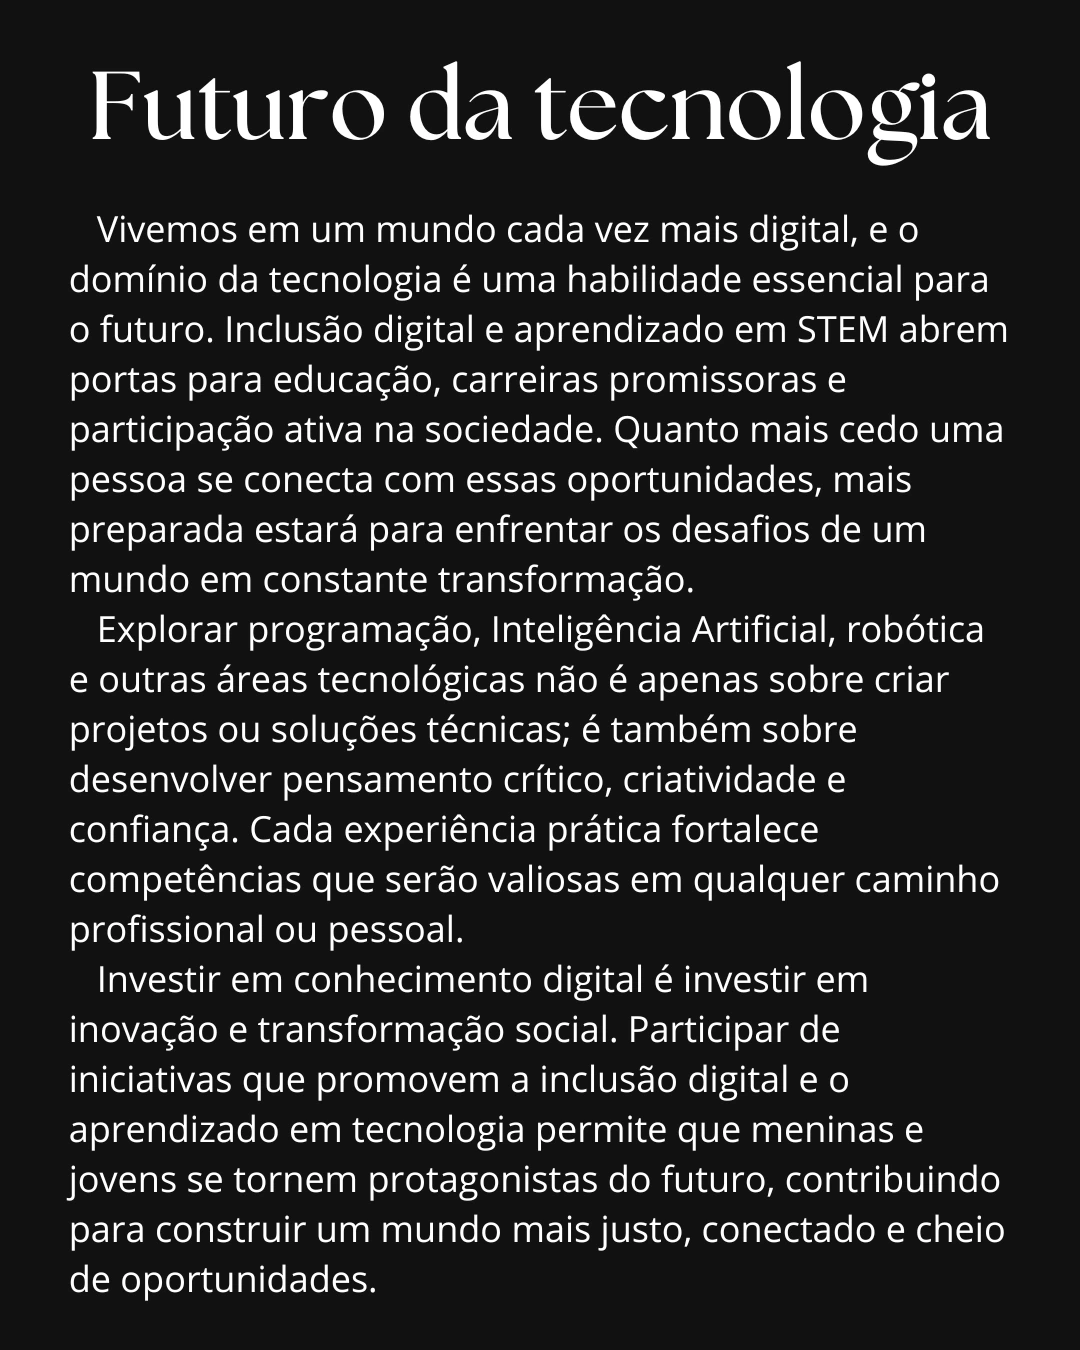 Futuro da tecnologia
Vivemos em um mundo cada vez mais digital, e o
domínio da tecnologia é uma habilidade essencial para
o futuro. Inclusão digital e aprendizado em STEM abrem
portas para educação, carreiras promissoras e
participação ativa na sociedade. Quanto mais cedo uma
pessoa se conecta com essas oportunidades, mais
preparada estará para enfrentar os desafios de um
mundo em constante transformação.
Explorar programação, Inteligência Artificial, robótica
e outras áreas tecnológicas não é apenas sobre criar
projetos ou soluções técnicas; é também sobre
desenvolver pensamento crítico, criatividade e
confiança. Cada experiência prática fortalece
competências que serão valiosas em qualquer caminho
profissional ou pessoal.
Investir em conhecimento digital é investir em
inovação e transformação social. Participar de
iniciativas que promovem a inclusão digital e o
aprendizado em tecnologia permite que meninas e
jovens se tornem protagonistas do futuro, contribuindo
para construir um mundo mais justo, conectado e cheio
de oportunidades.